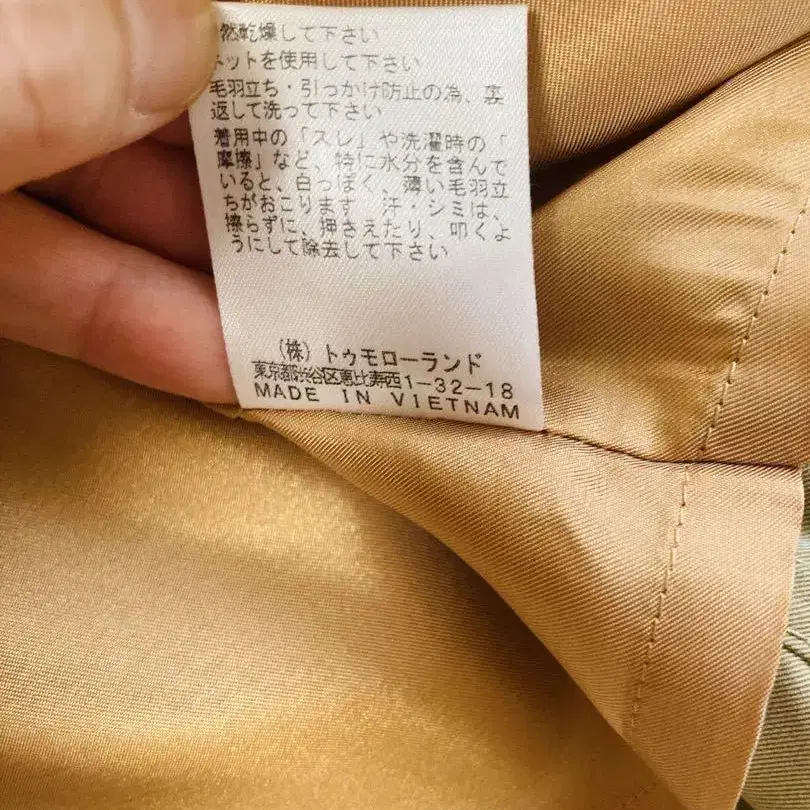 然乾燥して下さい
ネットを使用して下さい
毛羽立ち・引っかけ防止の為、裏
返して洗って下さい
着用中の「スレ」や洗濯時の「
摩擦」など、特に水分を含んで
いると、白っぽく、薄い毛羽立
ちがおこります　汗・シミは、
擦らずに、押さえたり、叩くよ
うにして除去して下さい
（株）トゥモローランド
東京都渋谷区恵比寿西1-32-18
MADE IN VIETNAM